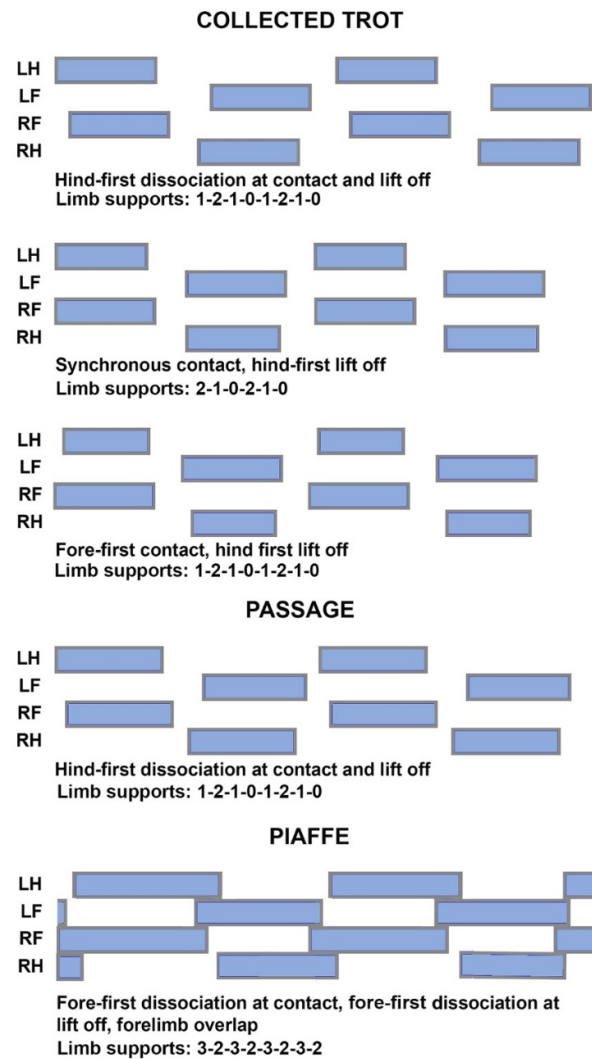 COLLECTED TROT
LH
LF
RF
RH
Hind-first dissociation at contact and lift off
Limb supports: 1-2-1-0-1-2-1-0
LH
LF
RF
RH
Synchronous contact, hind-first lift off
Limb supports: 2-1-0-2-1-0
LH
LF
RF
RH
Fore-first contact, hind first lift off
Limb supports: 1-2-1-0-1-2-1-0
PASSAGE
LH
LF
RF
RH
Hind-first dissociation at contact and lift off
Limb supports: 1-2-1-0-1-2-1-0
PIAFFE
LH
LF
RF
RH
Fore-first dissociation at contact, fore-first dissociation at
lift off, forelimb overlap
Limb supports: 3-2-3-2-3-2-3-2